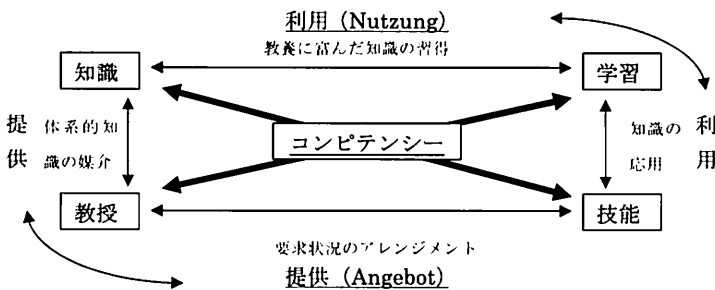 利用（Nutzung）
教養に富んだ知識の習得
知識
学習
提供
体系的知
識の媒介
コンピテンシー
知識の
応用
利用
教授
技能
要求状況のアレンジメント
提供（Angebot）